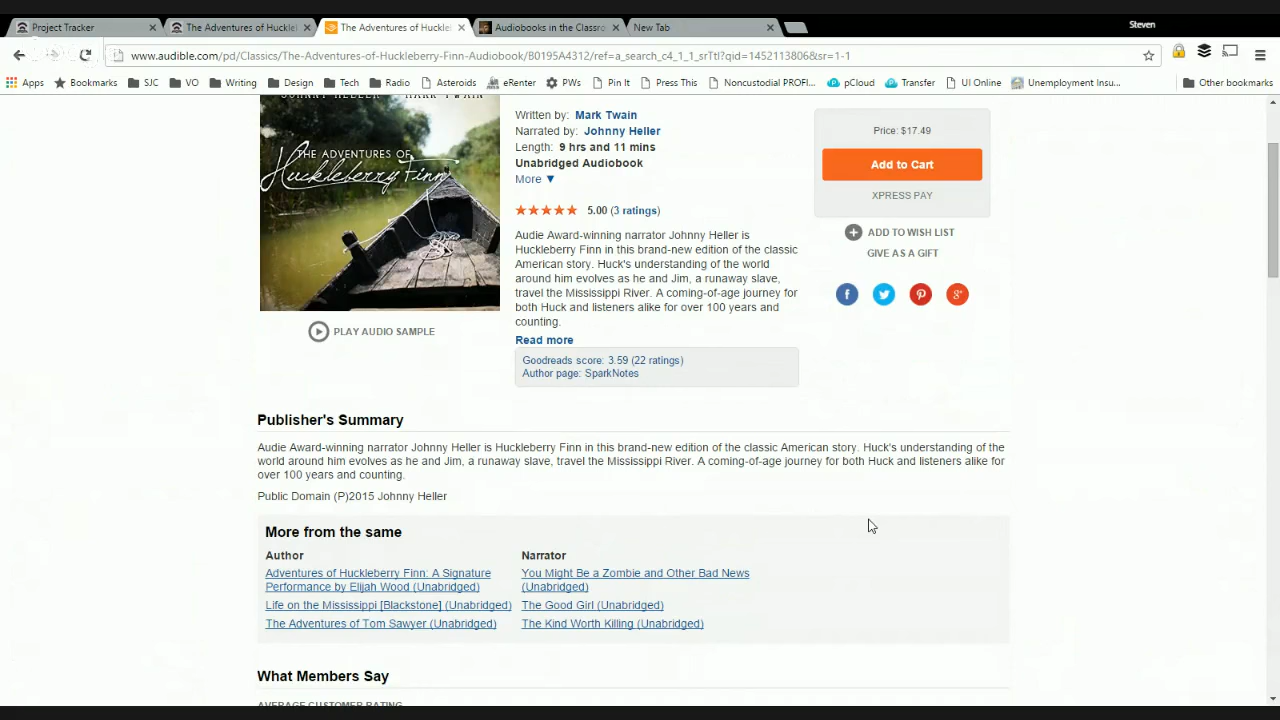 Project Tracker
The Adventures of Huckle
The Adventures of Huckle
Audiobooks in the Classro
New Tab
Steven
www.audible.com/pd/Classics/The-Adventures-of-Huckleberry-Finn-Audiobook/B0195A4312/ref=a_search_c4_1_1_srTtl?qid=1452113806&sr=1-1
Apps Bookmarks SJC VO Writing Design Tech Radio Asteroids eRenter PWs Pin It Press This Noncustodial PROFI... pCloud Transfer UI Online Unemployment Insu... Other bookmarks
JOHNNY HELLER MARK TWAIN
THE ADVENTURES OF
Huckleberry Finn
PLAY AUDIO SAMPLE
Written by: Mark Twain
Narrated by: Johnny Heller
Length: 9 hrs and 11 mins
Unabridged Audiobook
More ▼
5.00 (3 ratings)
Audie Award-winning narrator Johnny Heller is
Huckleberry Finn in this brand-new edition of the classic
American story. Huck's understanding of the world
around him evolves as he and Jim, a runaway slave,
travel the Mississippi River. A coming-of-age journey for
both Huck and listeners alike for over 100 years and
counting.
Read more
Goodreads score: 3.59 (22 ratings)
Author page: SparkNotes
Price: $17.49
Add to Cart
XPRESS PAY
ADD TO WISH LIST
GIVE AS A GIFT
Publisher's Summary
Audie Award-winning narrator Johnny Heller is Huckleberry Finn in this brand-new edition of the classic American story. Huck's understanding of the
world around him evolves as he and Jim, a runaway slave, travel the Mississippi River. A coming-of-age journey for both Huck and listeners alike for
over 100 years and counting.
Public Domain (P)2015 Johnny Heller
More from the same
Author
Adventures of Huckleberry Finn: A Signature
Performance by Elijah Wood (Unabridged)
Life on the Mississippi [Blackstone] (Unabridged)
The Adventures of Tom Sawyer (Unabridged)
Narrator
You Might Be a Zombie and Other Bad News
(Unabridged)
The Good Girl (Unabridged)
The Kind Worth Killing (Unabridged)
What Members Say
AVERAGE CUSTOMER RATING